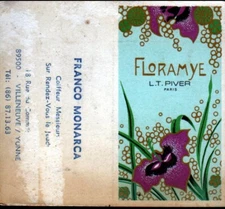 FRANCO MONARCA
Coiffeur Messieurs
Sur Rendez-Vous le Jeudi
18 Rue
89500 - VILLENEUVE / YONNE
Tél: (86) 87.13.63
FLORAMYE
L.T. PIVER
PARIS